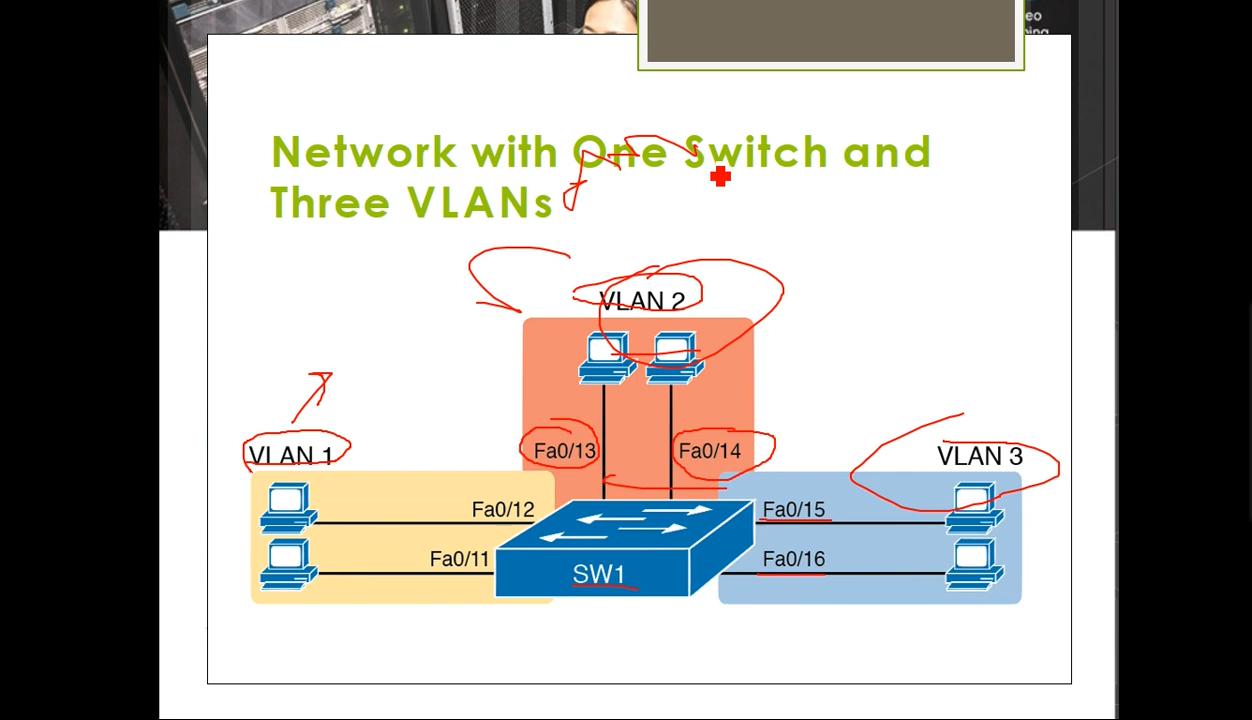 eo
Network with One Switch and
Three VLANs
VLAN 2
VLAN 1
Fa0/13
Fa0/14
VLAN 3
Fa0/12
Fa0/15
Fa0/11
Fa0/16
SW1